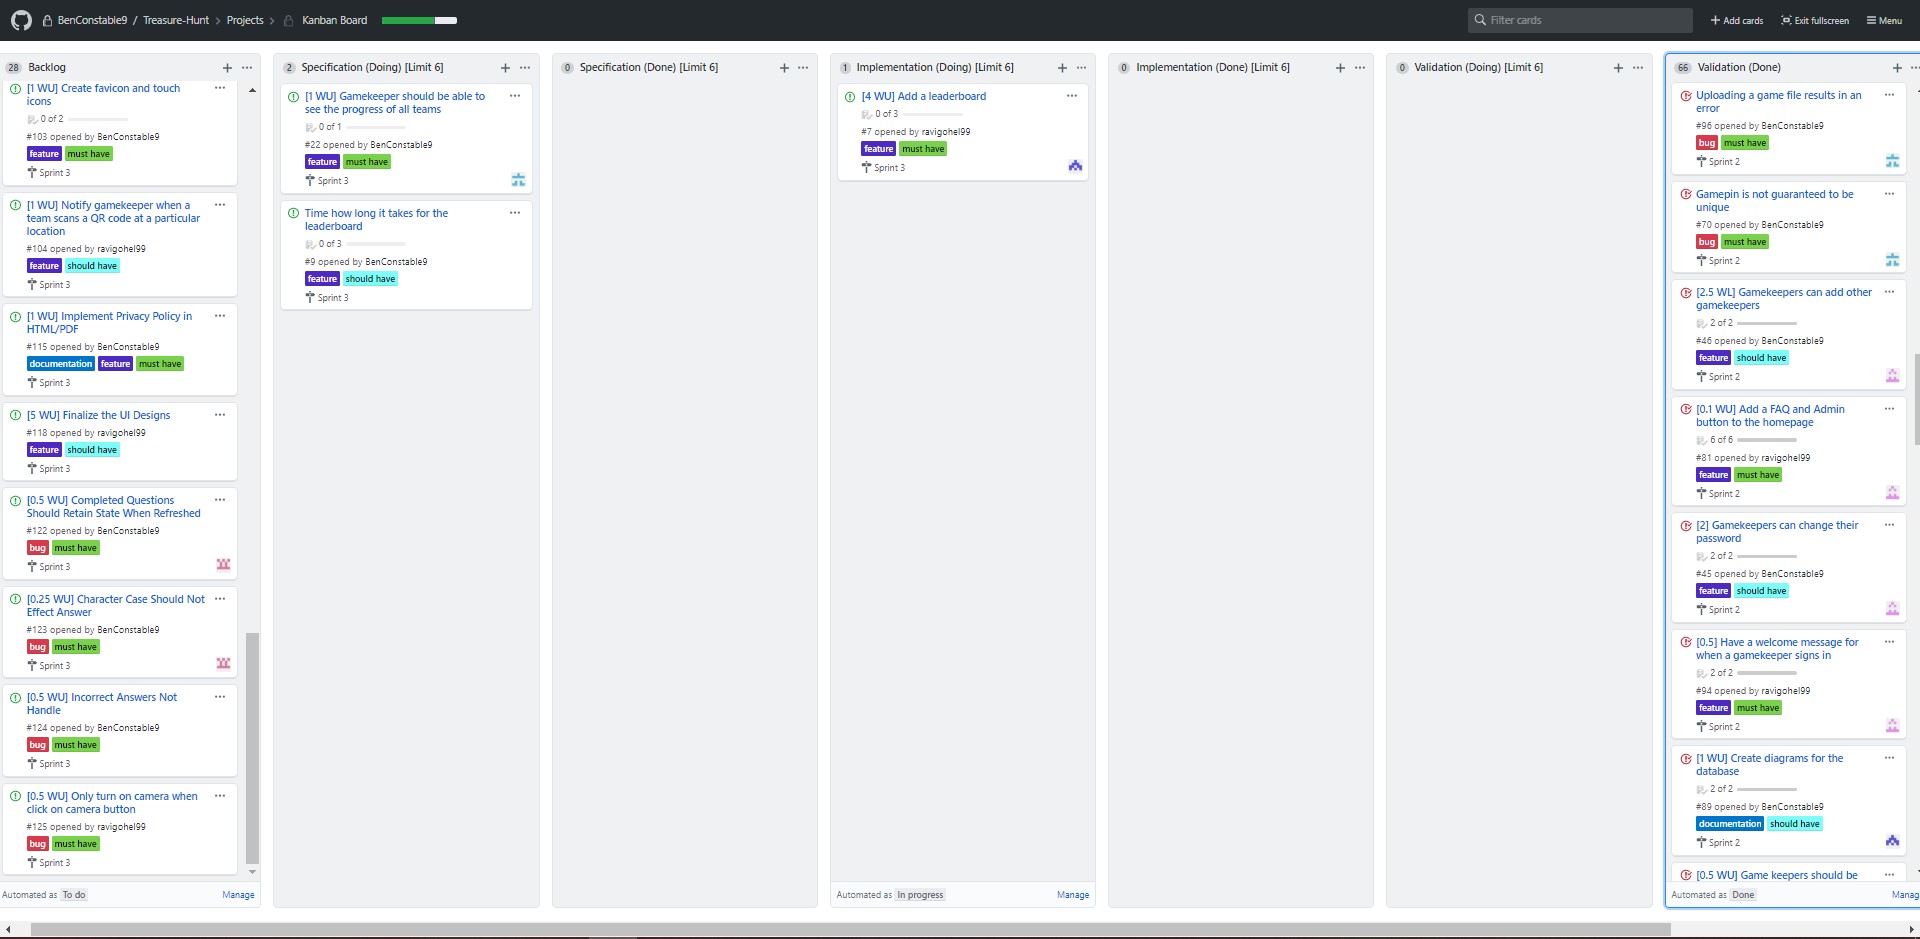 BenConstable9 / Treasure-Hunt > Projects > Kanban Board
Filter cards
Add cards
Exit fullscreen
Menu
28 Backlog
[1 WU] Create favicon and touch
icons
0 of 2
#103 opened by BenConstable9
feature must have
Sprint 3
[1 WU] Notify gamekeeper when a
team scans a QR code at a particular
location
#104 opened by ravigohel99
feature should have
Sprint 3
[1 WU] Implement Privacy Policy in
HTML/PDF
#115 opened by BenConstable9
documentation feature must have
Sprint 3
[5 WU] Finalize the UI Designs
#118 opened by ravigohel99
feature should have
Sprint 3
[0.5 WU] Completed Questions
Should Retain State When Refreshed
#122 opened by BenConstable9
bug must have
Sprint 3
[0.25 WU] Character Case Should Not
Effect Answer
#123 opened by BenConstable9
bug must have
Sprint 3
[0.5 WU] Incorrect Answers Not
Handle
#124 opened by BenConstable9
bug must have
Sprint 3
[0.5 WU] Only turn on camera when
click on camera button
#125 opened by ravigohel99
bug must have
Sprint 3
Automated as To do
Manage
2 Specification (Doing) [Limit 6]
[1 WU] Gamekeeper should be able to
see the progress of all teams
0 of 1
#22 opened by BenConstable9
feature must have
Sprint 3
Time how long it takes for the
leaderboard
0 of 3
#9 opened by BenConstable9
feature should have
Sprint 3
0 Specification (Done) [Limit 6]
1 Implementation (Doing) [Limit 6]
[4 WU] Add a leaderboard
0 of 3
#7 opened by ravigohel99
feature must have
Sprint 3
Automated as In progress
Manage
0 Implementation (Done) [Limit 6]
0 Validation (Doing) [Limit 6]
66 Validation (Done)
Uploading a game file results in an
error
#96 opened by BenConstable9
bug must have
Sprint 2
Gamepin is not guaranteed to be
unique
#70 opened by BenConstable9
bug must have
Sprint 2
[2.5 WL] Gamekeepers can add other
gamekeepers
2 of 2
#46 opened by BenConstable9
feature should have
Sprint 2
[0.1 WU] Add a FAQ and Admin
button to the homepage
6 of 6
#81 opened by ravigohel99
feature must have
Sprint 2
[2] Gamekeepers can change their
password
2 of 2
#45 opened by BenConstable9
feature should have
Sprint 2
[0.5] Have a welcome message for
when a gamekeeper signs in
2 of 2
#94 opened by ravigohel99
feature must have
Sprint 2
[1 WU] Create diagrams for the
database
2 of 2
#89 opened by BenConstable9
documentation should have
Sprint 2
[0.5 WU] Game keepers should be
Automated as Done
Manag